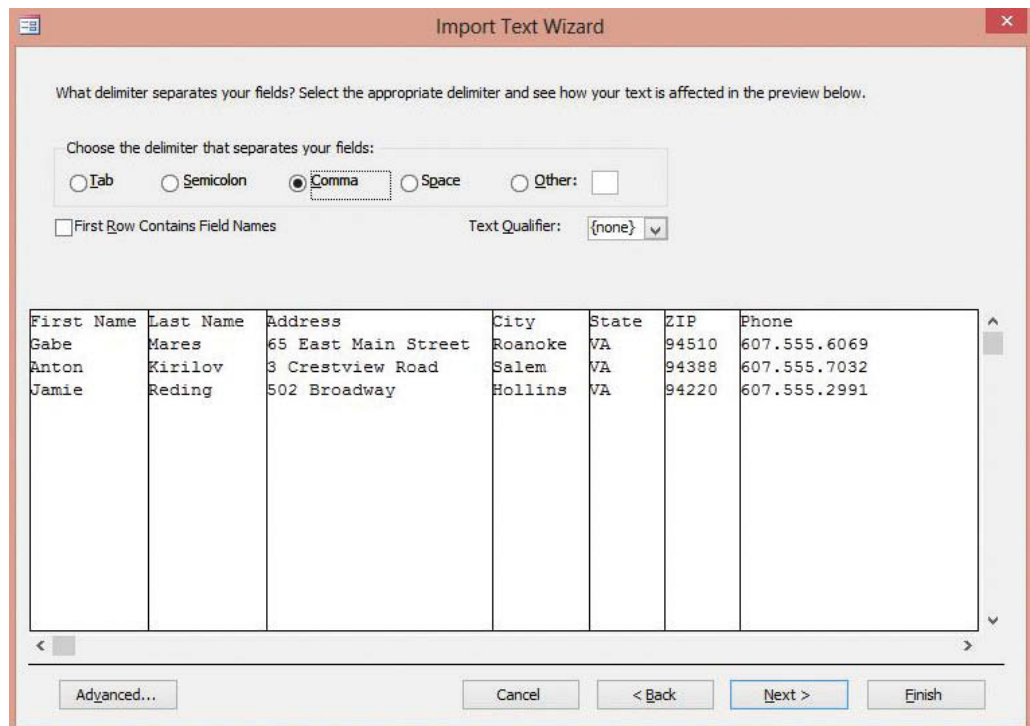 Import Text Wizard
What delimiter separates your fields? Select the appropriate delimiter and see how your text is affected in the preview below.
Choose the delimiter that separates your fields:
Tab Semicolon Comma Space Other:
First Row Contains Field Names Text Qualifier: {none}
First Name Last Name Address City State ZIP Phone
Gabe Mares 65 East Main Street Roanoke VA 94510 607.555.6069
Anton Kirilov 3 Crestview Road Salem VA 94388 607.555.7032
Jamie Reding 502 Broadway Hollins VA 94220 607.555.2991
Advanced... Cancel < Back Next > Finish